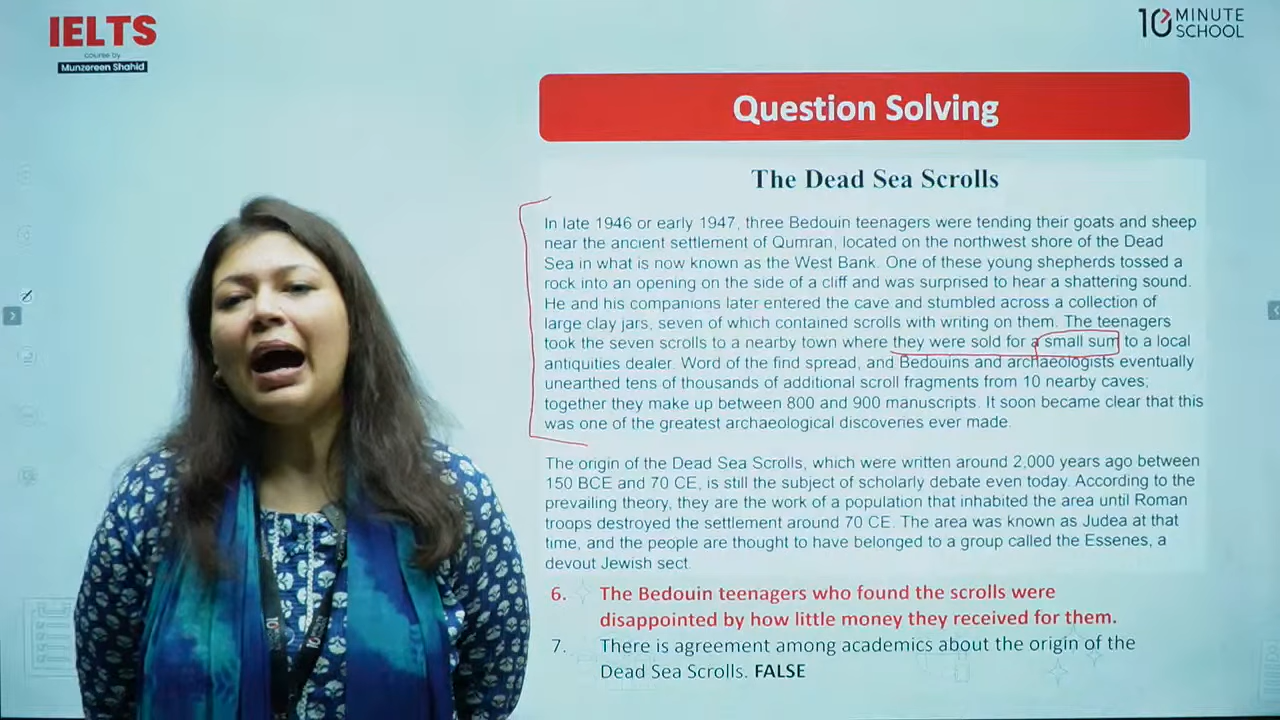 IELTS
course by
Munzereen Shahid
10 MINUTE
SCHOOL
Question Solving
The Dead Sea Scrolls
In late 1946 or early 1947, three Bedouin teenagers were tending their goats and sheep
near the ancient settlement of Qumran, located on the northwest shore of the Dead
Sea in what is now known as the West Bank. One of these young shepherds tossed a
rock into an opening on the side of a cliff and was surprised to hear a shattering sound.
He and his companions later entered the cave and stumbled across a collection of
large clay jars, seven of which contained scrolls with writing on them. The teenagers
took the seven scrolls to a nearby town where they were sold for a small sum to a local
antiquities dealer. Word of the find spread, and Bedouins and archaeologists eventually
unearthed tens of thousands of additional scroll fragments from 10 nearby caves;
together they make up between 800 and 900 manuscripts. It soon became clear that this
was one of the greatest archaeological discoveries ever made.
The origin of the Dead Sea Scrolls, which were written around 2,000 years ago between
150 BCE and 70 CE, is still the subject of scholarly debate even today. According to the
prevailing theory, they are the work of a population that inhabited the area until Roman
troops destroyed the settlement around 70 CE. The area was known as Judea at that
time, and the people are thought to have belonged to a group called the Essenes, a
devout Jewish sect.
6. The Bedouin teenagers who found the scrolls were
disappointed by how little money they received for them.
7. There is agreement among academics about the origin of the
Dead Sea Scrolls. FALSE